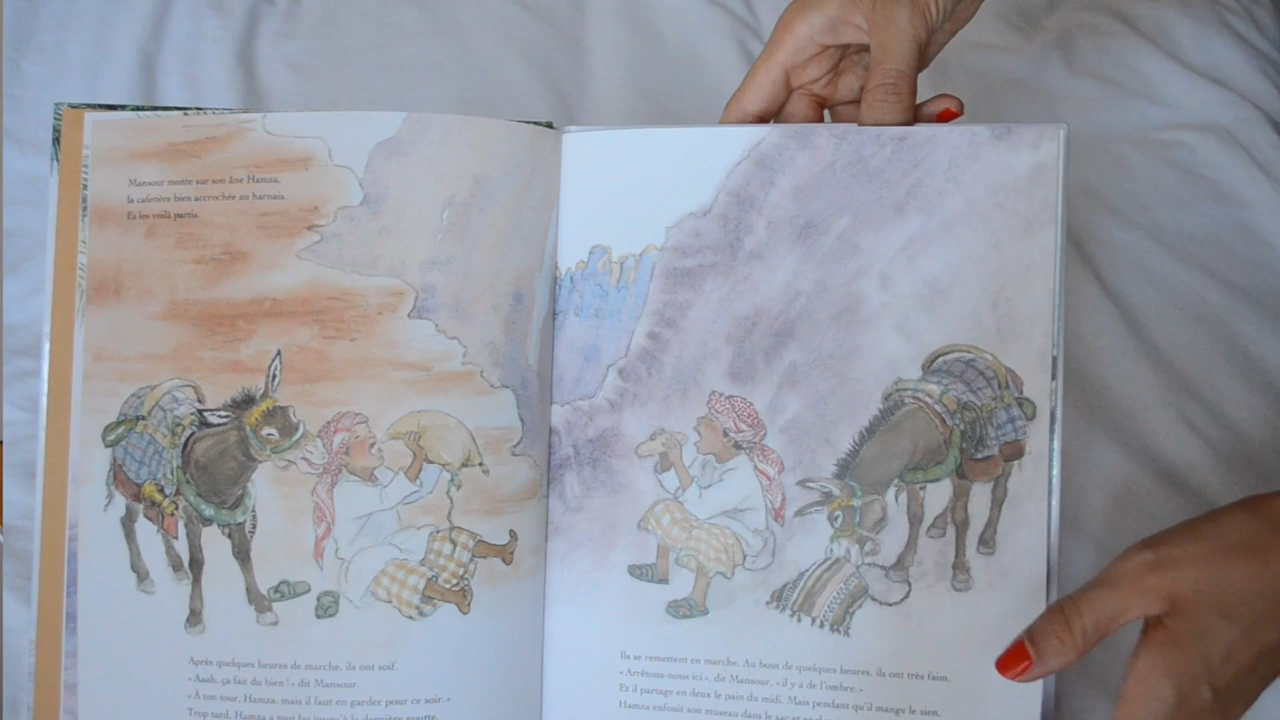 Mansour monte sur son âne Hamza,
la cafetière bien accrochée au harnais.
Et les voilà partis.
Après quelques heures de marche, ils ont soif.
« Aaah, ça fait du bien ! » dit Mansour.
« À ton tour, Hamza, mais il faut en garder pour ce soir. »
Trop tard, Hamza a tout bu jusqu'à la dernière goutte.
Ils se remettent en marche. Au bout de quelques heures, ils ont très faim.
« Arrêtons-nous ici », dit Mansour, « il y a de l'ombre. »
Et il partage en deux le pain du midi. Mais pendant qu'il mange le sien,
Hamza enfouit son museau dans le sac et